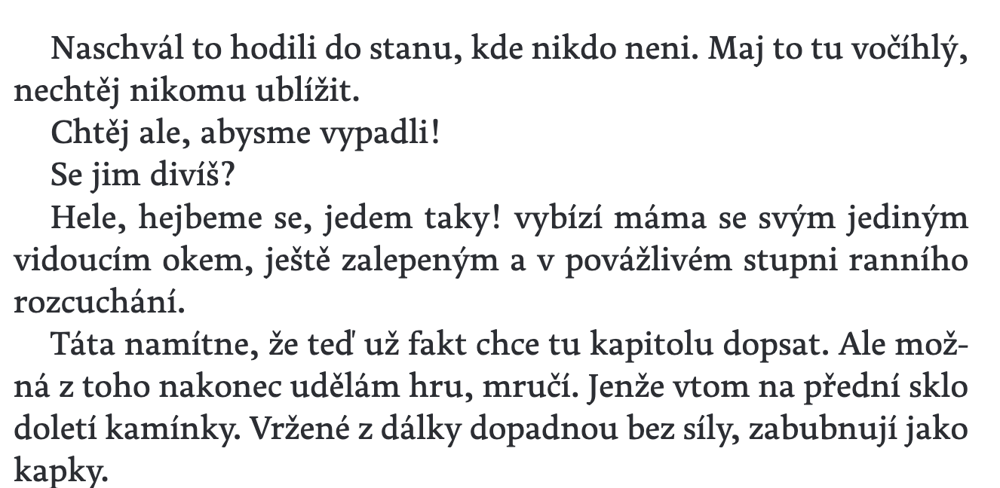 Naschvál to hodili do stanu, kde nikdo neni. Maj to tu vočíhlý,
nechtěj nikomu ublížit.
Chtěj ale, abysme vypadli!
Se jim divíš?
Hele, hejbeme se, jedem taky! vybízí máma se svým jediným
vidoucím okem, ještě zalepeným a v povážlivém stupni ranního
rozcuchání.
Táta namítne, že teď už fakt chce tu kapitolu dopsat. Ale mož-
ná z toho nakonec udělám hru, mručí. Jenže vtom na přední sklo
doletí kamínky. Vržené z dálky dopadnou bez síly, zabubnují jako
kapky.